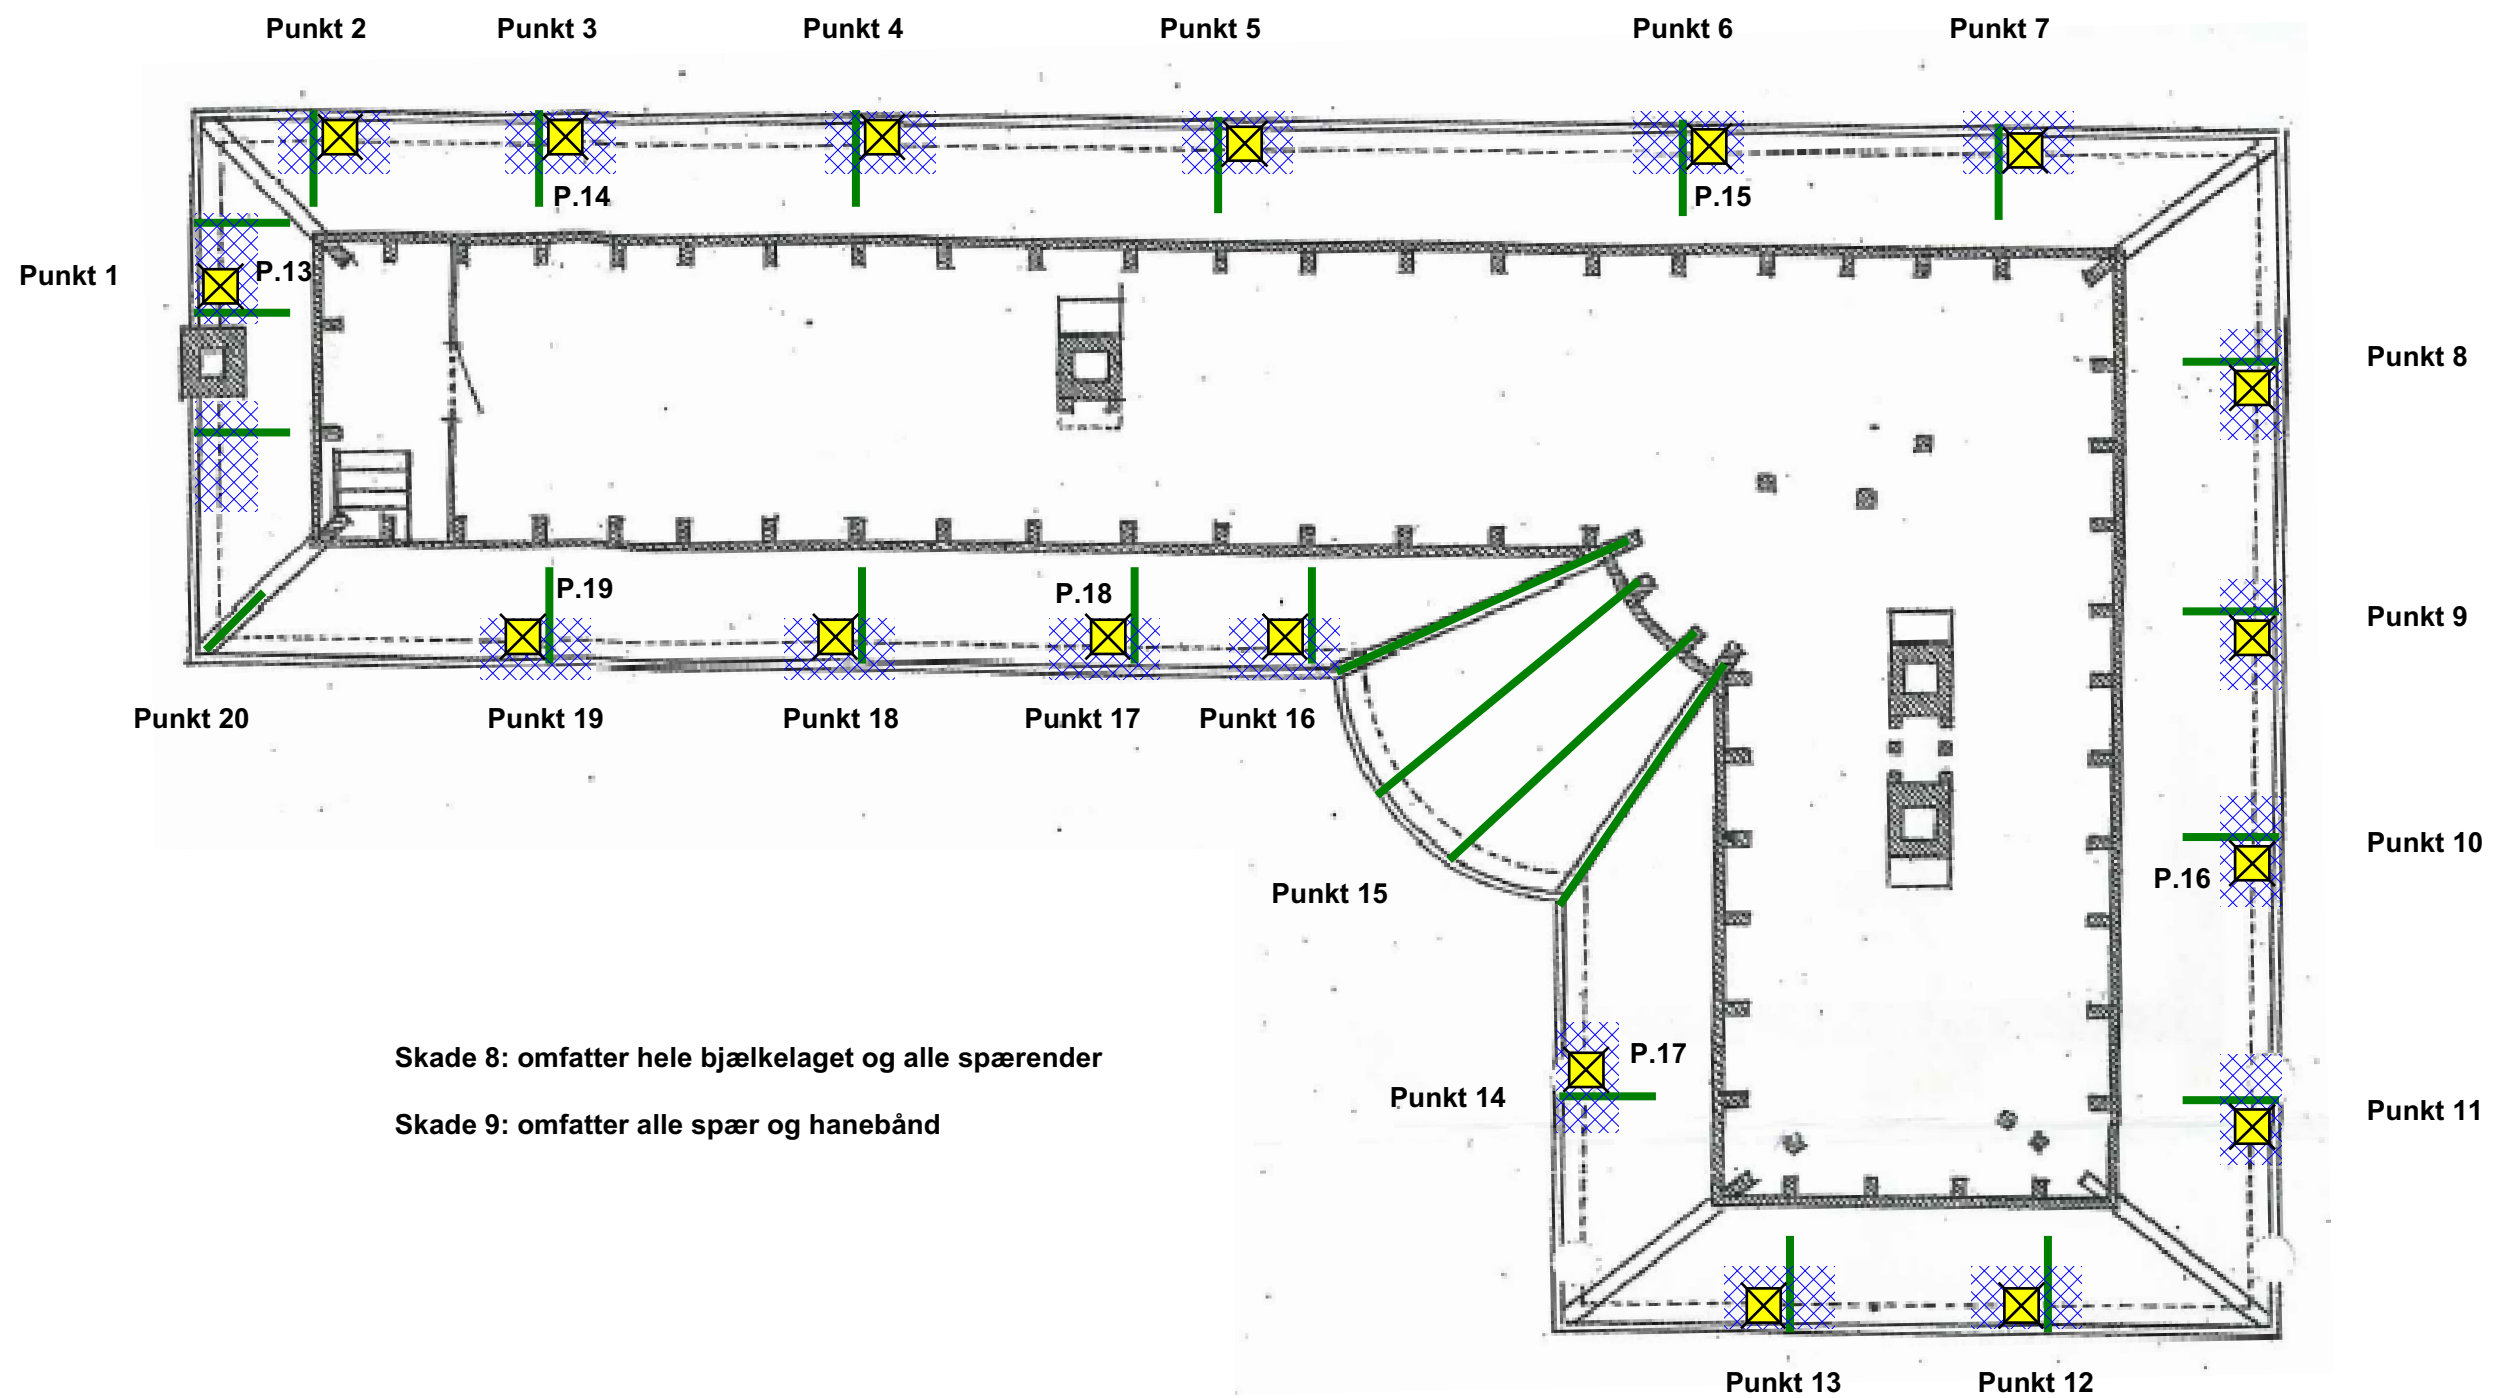 Punkt 2
Punkt 3
Punkt 4
Punkt 5
Punkt 6
Punkt 7
P.14
P.15
Punkt 1
P.13
Punkt 8
P.19
P.18
Punkt 9
Punkt 20
Punkt 19
Punkt 18
Punkt 17
Punkt 16
Punkt 10
P.16
Punkt 15
Skade 8: omfatter hele bjælkelaget og alle spærender
P.17
Punkt 14
Punkt 11
Skade 9: omfatter alle spær og hanebånd
Punkt 13
Punkt 12